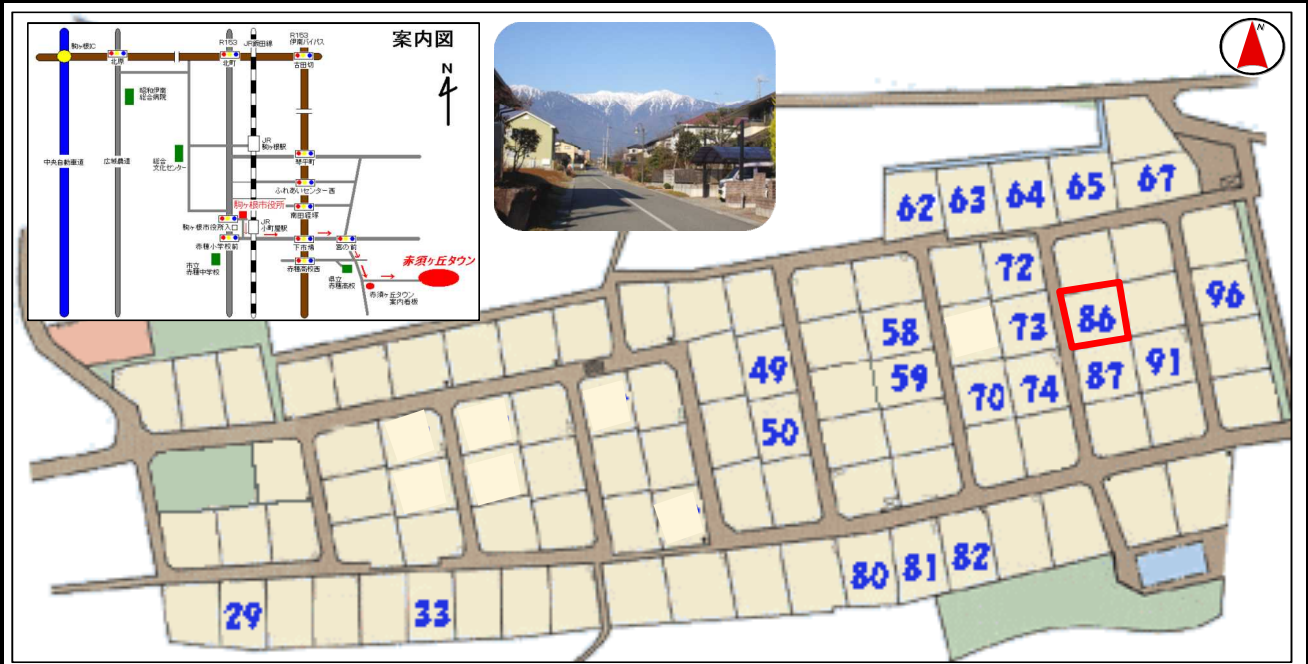 案内図
N
駒ヶ根IC
北原
R153
北町
JR飯田線
R153
伊南バイパス
古田切
昭和伊南
総合病院
中央自動車道
広域農道
総合
文化センター
JR
駒ヶ根駅
琴平町
ふれあいセンター西
駒ヶ根市役所
南田経塚
駒ヶ根市役所入口
JR
小町屋駅
赤穂小学校前
下市場
宮の前
市立
赤穂中学校
赤穂高校西
県立
赤穂高校
赤須ヶ丘タウン
赤須ヶ丘タウン
案内看板
N
62
63
64
65
67
72
96
58
73
86
49
59
70
74
87
91
50
80
81
82
29
33